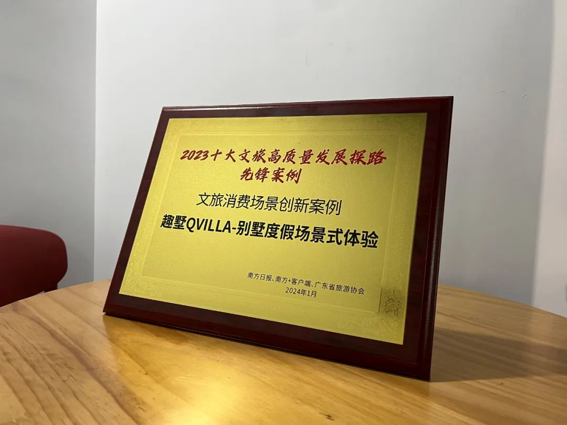 2023十大文旅高质量发展探路
先锋案例
文旅消费场景创新案例
趣墅QVILLA-别墅度假场景式体验
南方日报、南方+客户端、广东省旅游协会
2024年1月